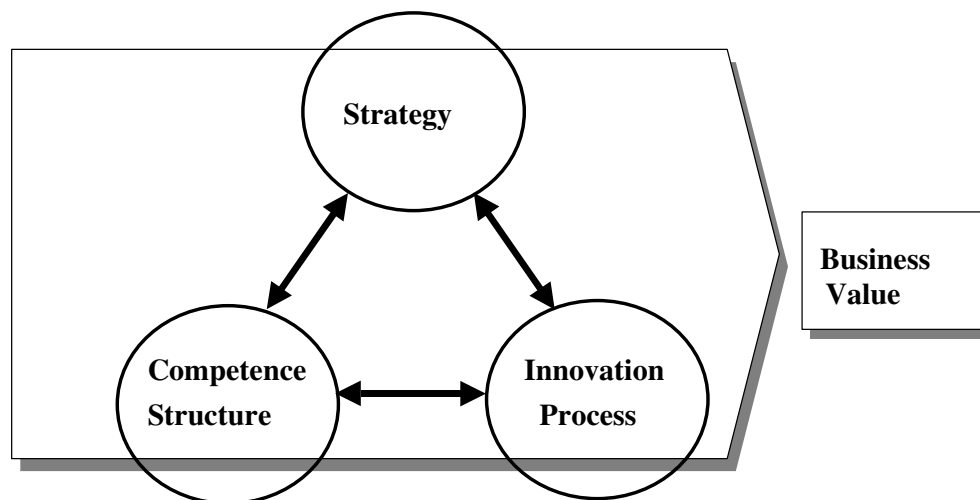 Strategy
Business
Value
Competence
Structure
Innovation
Process